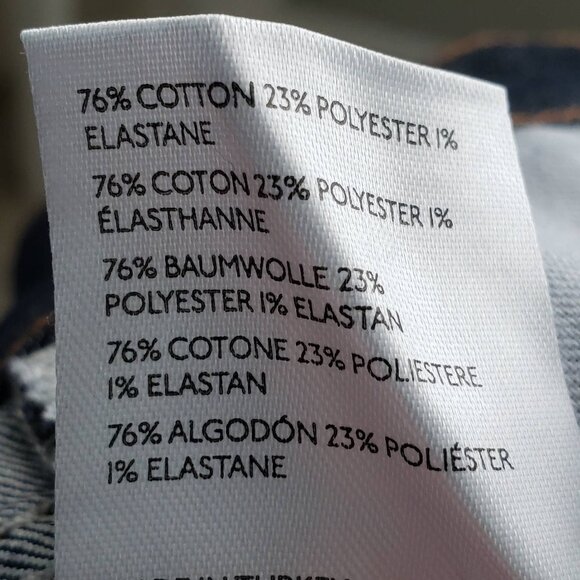 76% COTTON 23% POLYESTER 1%
ELASTANE
76% COTON 23% POLYESTER 1%
ÉLASTHANNE
76% BAUMWOLLE 23%
POLYESTER 1% ELASTAN
76% COTONE 23% POLIESTERE
1% ELASTAN
76% ALGODÓN 23% POLIÉSTER
1% ELASTANE